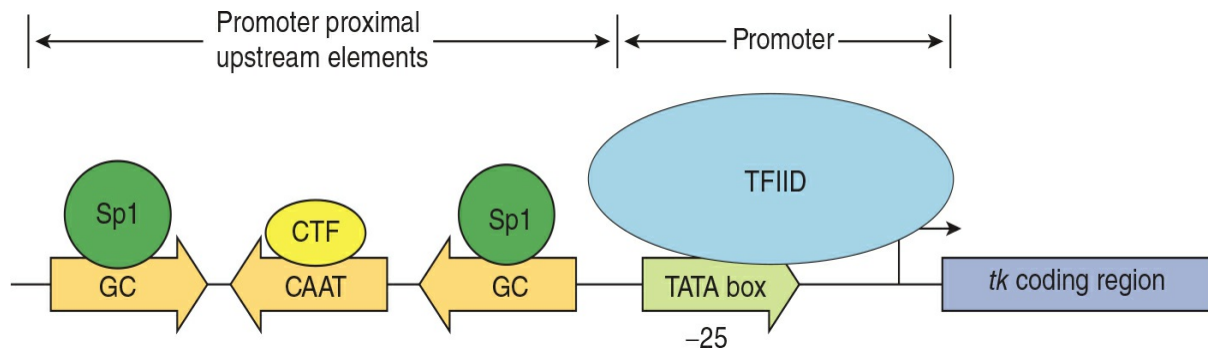 Promoter proximal
upstream elements
Promoter
Sp1
CTF
Sp1
TFIID
GC
CAAT
GC
TATA box
tk coding region
–25